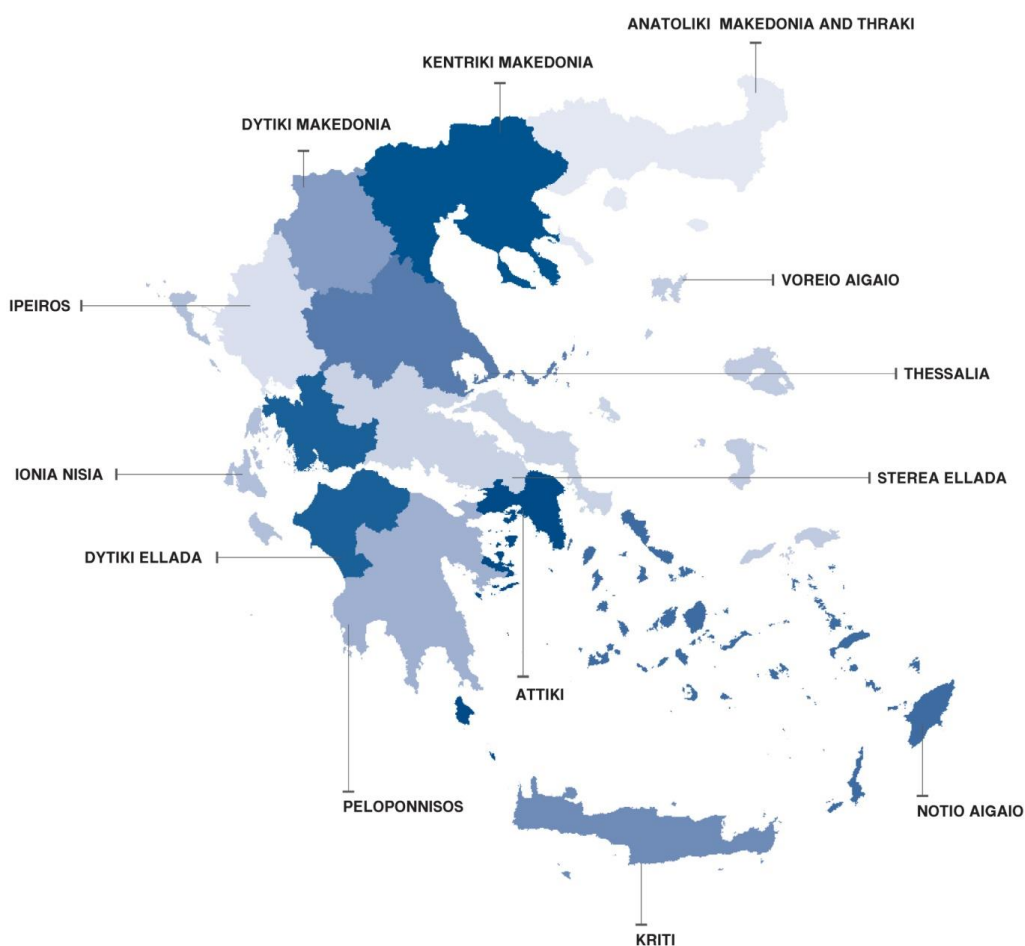 ANATOLIKI MAKEDONIA AND THRAKI
KENTRIKI MAKEDONIA
DYTIKI MAKEDONIA
VOREIO AIGAIO
IPEIROS
THESSALIA
IONIA NISIA
STEREA ELLADA
DYTIKI ELLADA
ATTIKI
PELOPONNISOS
NOTIO AIGAIO
KRITI